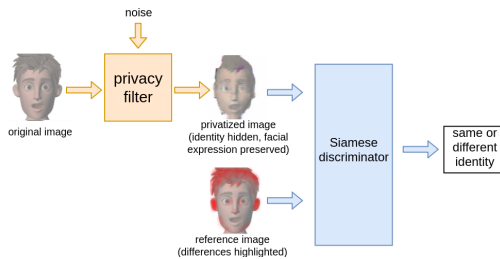 noise
privacy
filter
original image
privatized image
(identity hidden, facial
expression preserved)
Siamese
discriminator
same or
different
identity
reference image
(differences highlighted)